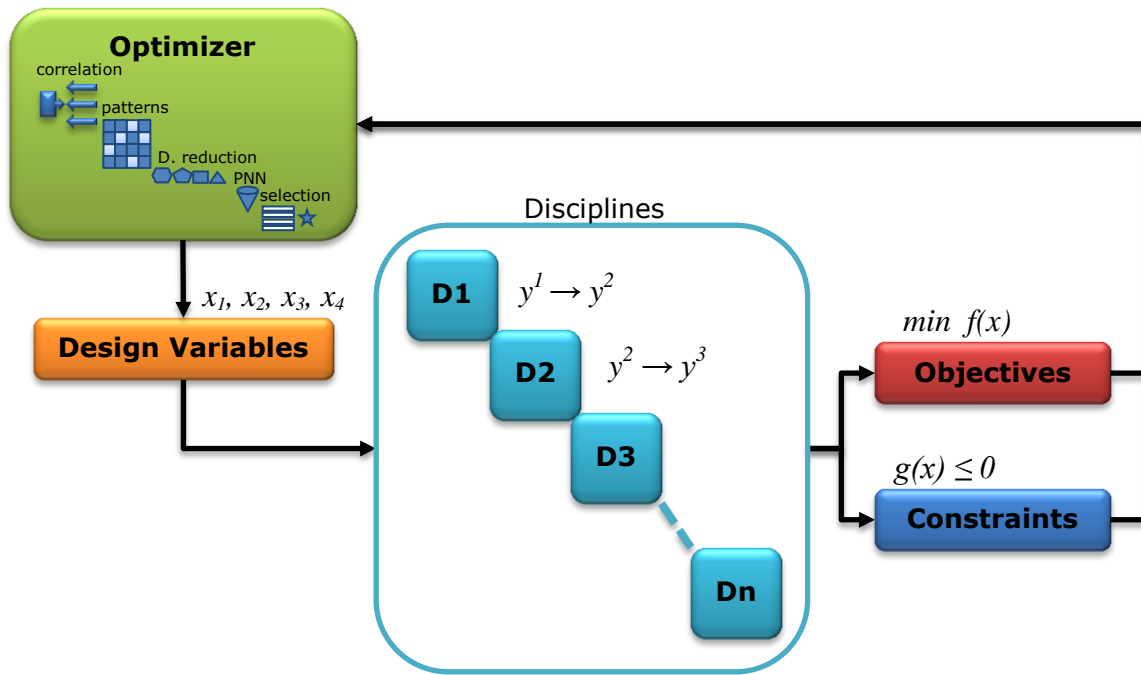 Optimizer
correlation
patterns
D. reduction
PNN
selection
x₁, x₂, x₃, x₄
Design Variables
Disciplines
D1
y¹ → y²
D2
y² → y³
D3
Dn
min f(x)
Objectives
g(x) ≤ 0
Constraints